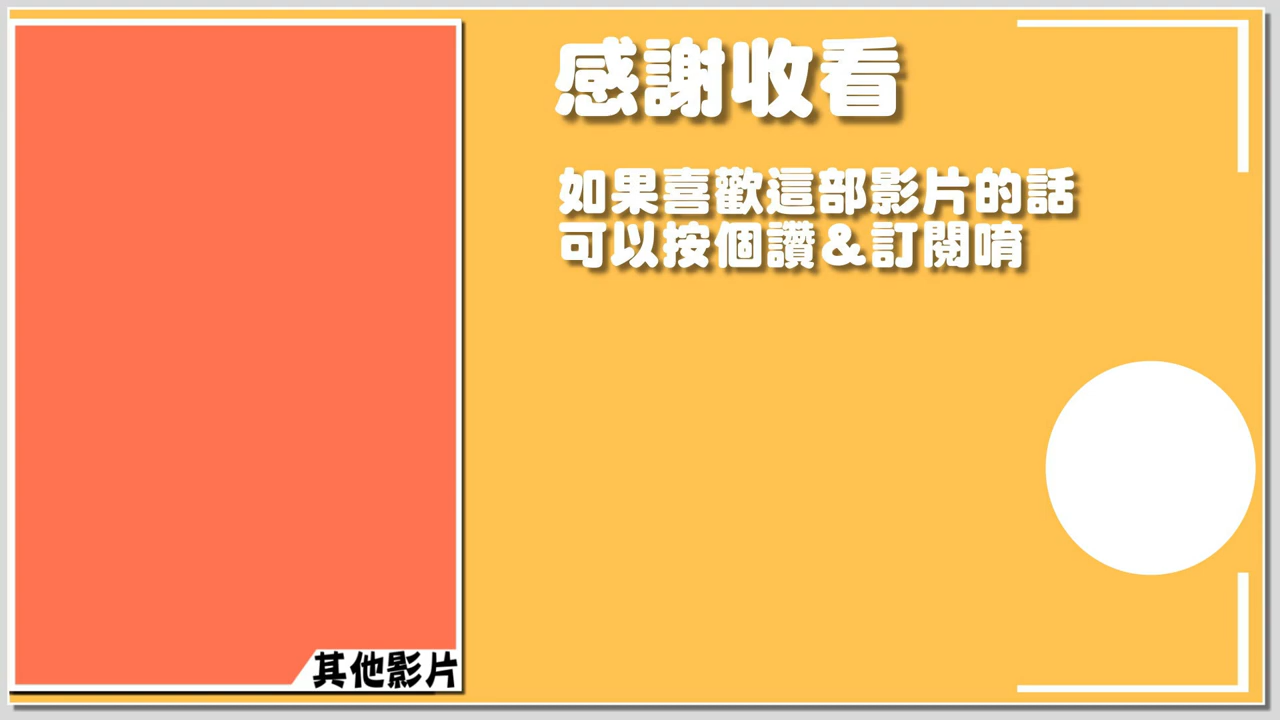 感謝收看
如果喜歡這部影片的話
可以按個讚＆訂閱唷
其他影片